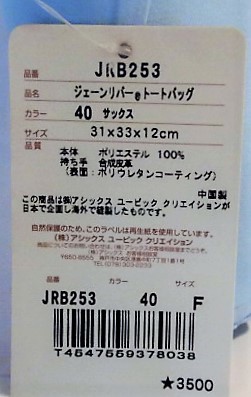 品番 JRB253
品名 ジェーンリバーeトートバッグ
カラー 40 サックス
サイズ 31×33×12cm
品質
本体 ポリエステル 100%
持ち手 合成皮革
(表面：ポリウレタンコーティング)
中国製
この商品は㈱アシックス ユーピック クリエイションが
日本で企画し海外で縫製したものです。
自然保護のため、このラベルは再生紙を使用しています。
(株)アシックス ユーピック クリエイション
品番 カラー サイズ
JRB253 40 F
T4547559378038
★3500